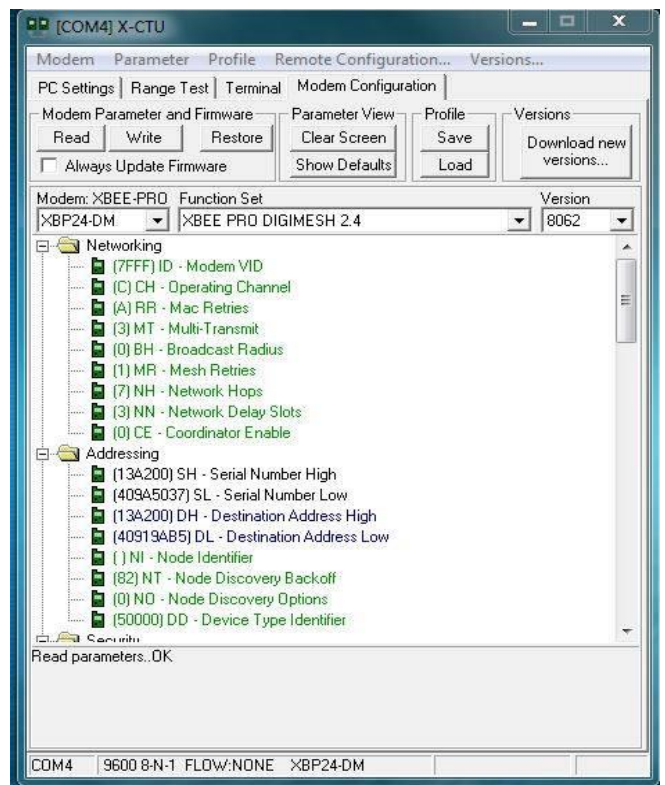 [COM4] X-CTU
Modem Parameter Profile Remote Configuration... Versions...
PC Settings Range Test Terminal Modem Configuration
Modem Parameter and Firmware Parameter View Profile Versions
Read Write Restore Clear Screen Save Download new versions...
Always Update Firmware Show Defaults Load
Modem: XBEE-PRO Function Set Version
XBP24-DM XBEE PRO DIGIMESH 2.4 8062
Networking
(7FFF) ID - Modem VID
(C) CH - Operating Channel
(A) RR - Mac Retries
(3) MT - Multi-Transmit
(0) BH - Broadcast Radius
(1) MR - Mesh Retries
(7) NH - Network Hops
(3) NN - Network Delay Slots
(0) CE - Coordinator Enable
Addressing
(13A200) SH - Serial Number High
(409A5037) SL - Serial Number Low
(13A200) DH - Destination Address High
(40919AB5) DL - Destination Address Low
( ) NI - Node Identifier
(82) NT - Node Discovery Backoff
(0) NO - Node Discovery Options
(50000) DD - Device Type Identifier
Security
Read parameters..OK
COM4 9600 8-N-1 FLOW:NONE XBP24-DM